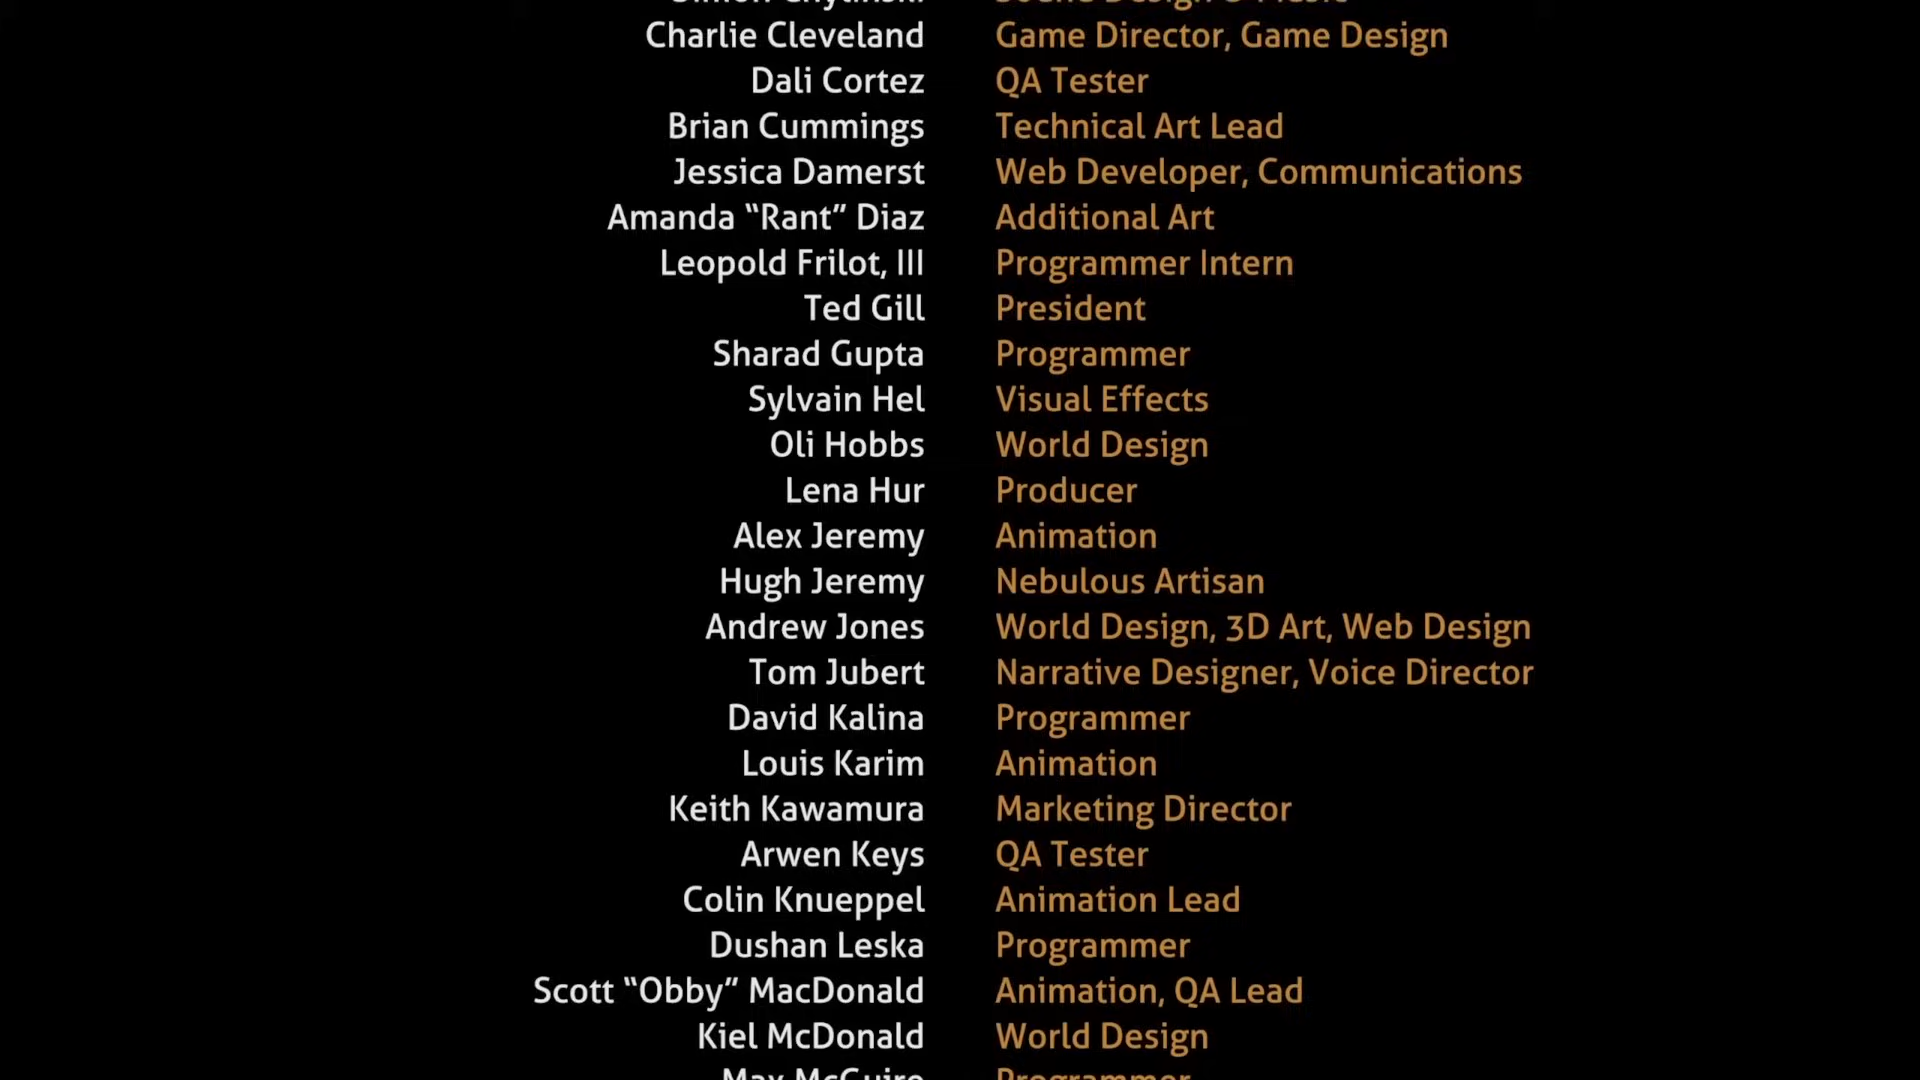 Charlie Cleveland Game Director, Game Design
Dali Cortez QA Tester
Brian Cummings Technical Art Lead
Jessica Damerst Web Developer, Communications
Amanda “Rant” Diaz Additional Art
Leopold Frilot, III Programmer Intern
Ted Gill President
Sharad Gupta Programmer
Sylvain Hel Visual Effects
Oli Hobbs World Design
Lena Hur Producer
Alex Jeremy Animation
Hugh Jeremy Nebulous Artisan
Andrew Jones World Design, 3D Art, Web Design
Tom Jubert Narrative Designer, Voice Director
David Kalina Programmer
Louis Karim Animation
Keith Kawamura Marketing Director
Arwen Keys QA Tester
Colin Knueppel Animation Lead
Dushan Leska Programmer
Scott “Obby” MacDonald Animation, QA Lead
Kiel McDonald World Design
Max McGuire Programmer